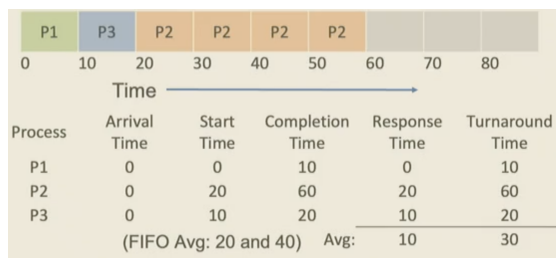 P1 P3 P2 P2 P2 P2
0 10 20 30 40 50 60 70 80
Time
Process Arrival Time Start Time Completion Time Response Time Turnaround Time
P1 0 0 10 0 10
P2 0 20 60 20 60
P3 0 10 20 10 20
(FIFO Avg: 20 and 40) Avg: 10 30